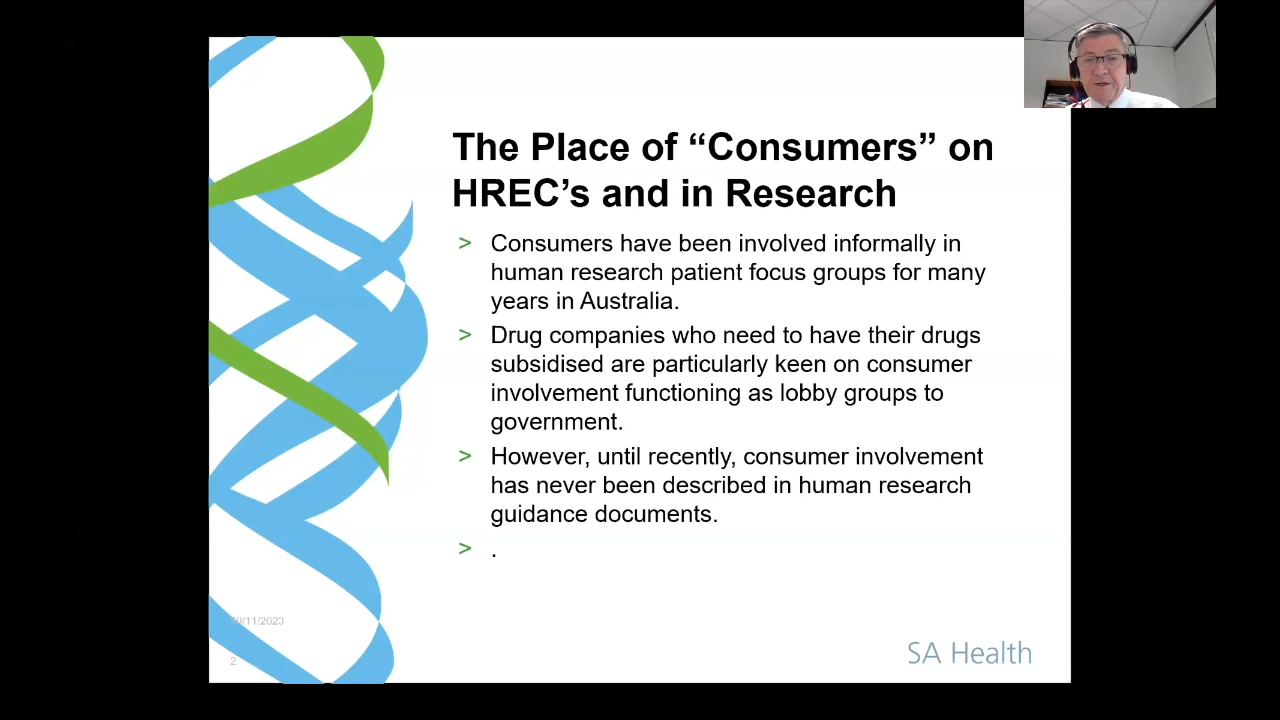 The Place of “Consumers” on
HREC’s and in Research
> Consumers have been involved informally in
human research patient focus groups for many
years in Australia.
> Drug companies who need to have their drugs
subsidised are particularly keen on consumer
involvement functioning as lobby groups to
government.
> However, until recently, consumer involvement
has never been described in human research
guidance documents.
> .
2
SA Health